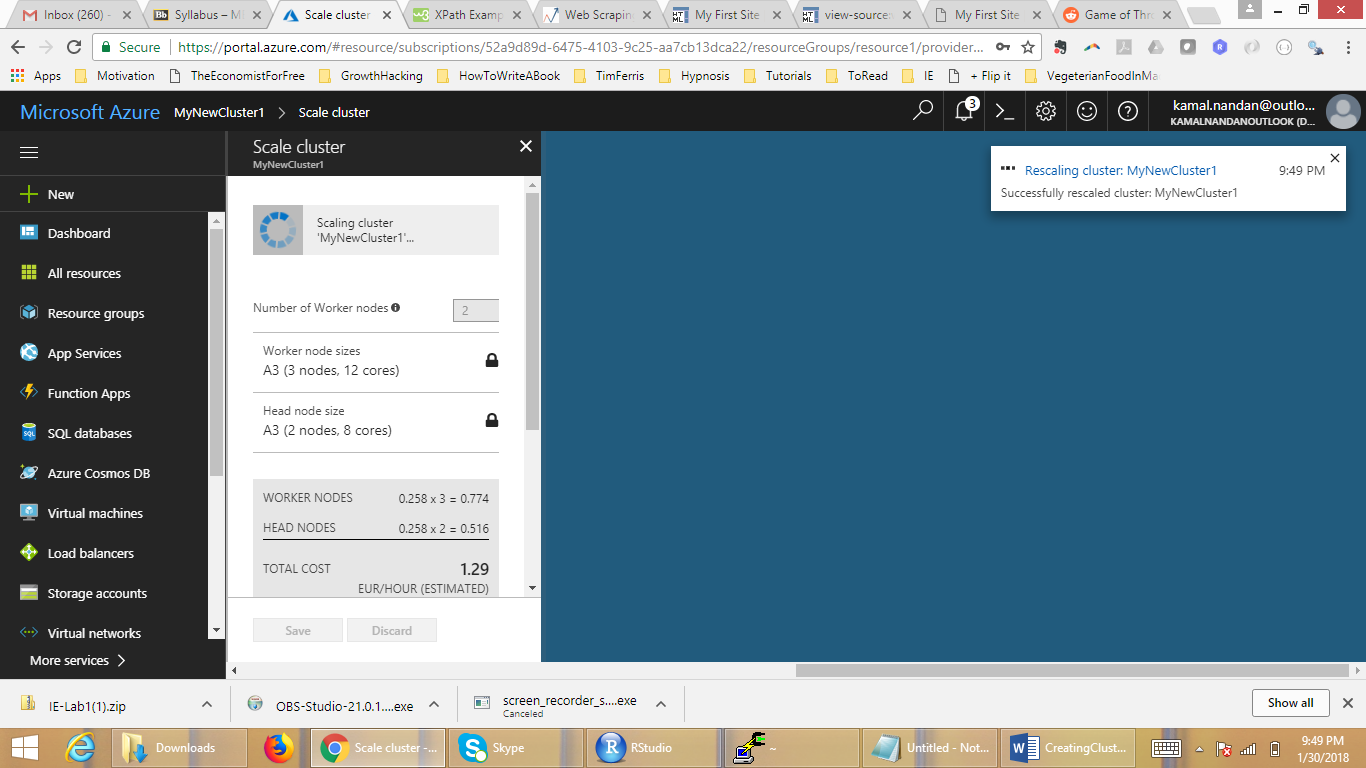 Inbox (260) -
Syllabus – MI
Scale cluster
XPath Examp
Web Scrapin
My First Site
view-source:
My First Site
Game of Thro
Secure
https://portal.azure.com/#resource/subscriptions/52a9d89d-6475-4103-9c25-aa7cb13dca22/resourceGroups/resource1/provider...
Apps
Motivation
TheEconomistForFree
GrowthHacking
HowToWriteABook
TimFerris
Hypnosis
Tutorials
ToRead
IE
+ Flip it
VegeterianFoodInMa
Microsoft Azure
MyNewCluster1
Scale cluster
3
kamal.nandan@outlo...
KAMALNANDANOUTLOOK (D...
New
Dashboard
All resources
Resource groups
App Services
Function Apps
SQL databases
Azure Cosmos DB
Virtual machines
Load balancers
Storage accounts
Virtual networks
More services
Scale cluster
MyNewCluster1
Scaling cluster
'MyNewCluster1'...
Number of Worker nodes
2
Worker node sizes
A3 (3 nodes, 12 cores)
Head node size
A3 (2 nodes, 8 cores)
WORKER NODES 0.258 x 3 = 0.774
HEAD NODES 0.258 x 2 = 0.516
TOTAL COST 1.29
EUR/HOUR (ESTIMATED)
Save
Discard
Rescaling cluster: MyNewCluster1 9:49 PM
Successfully rescaled cluster: MyNewCluster1
IE-Lab1(1).zip
OBS-Studio-21.0.1....exe
screen_recorder_s....exe
Canceled
Show all
Downloads
Scale cluster -...
Skype
RStudio
~
Untitled - Not...
CreatingClust...
9:49 PM
1/30/2018